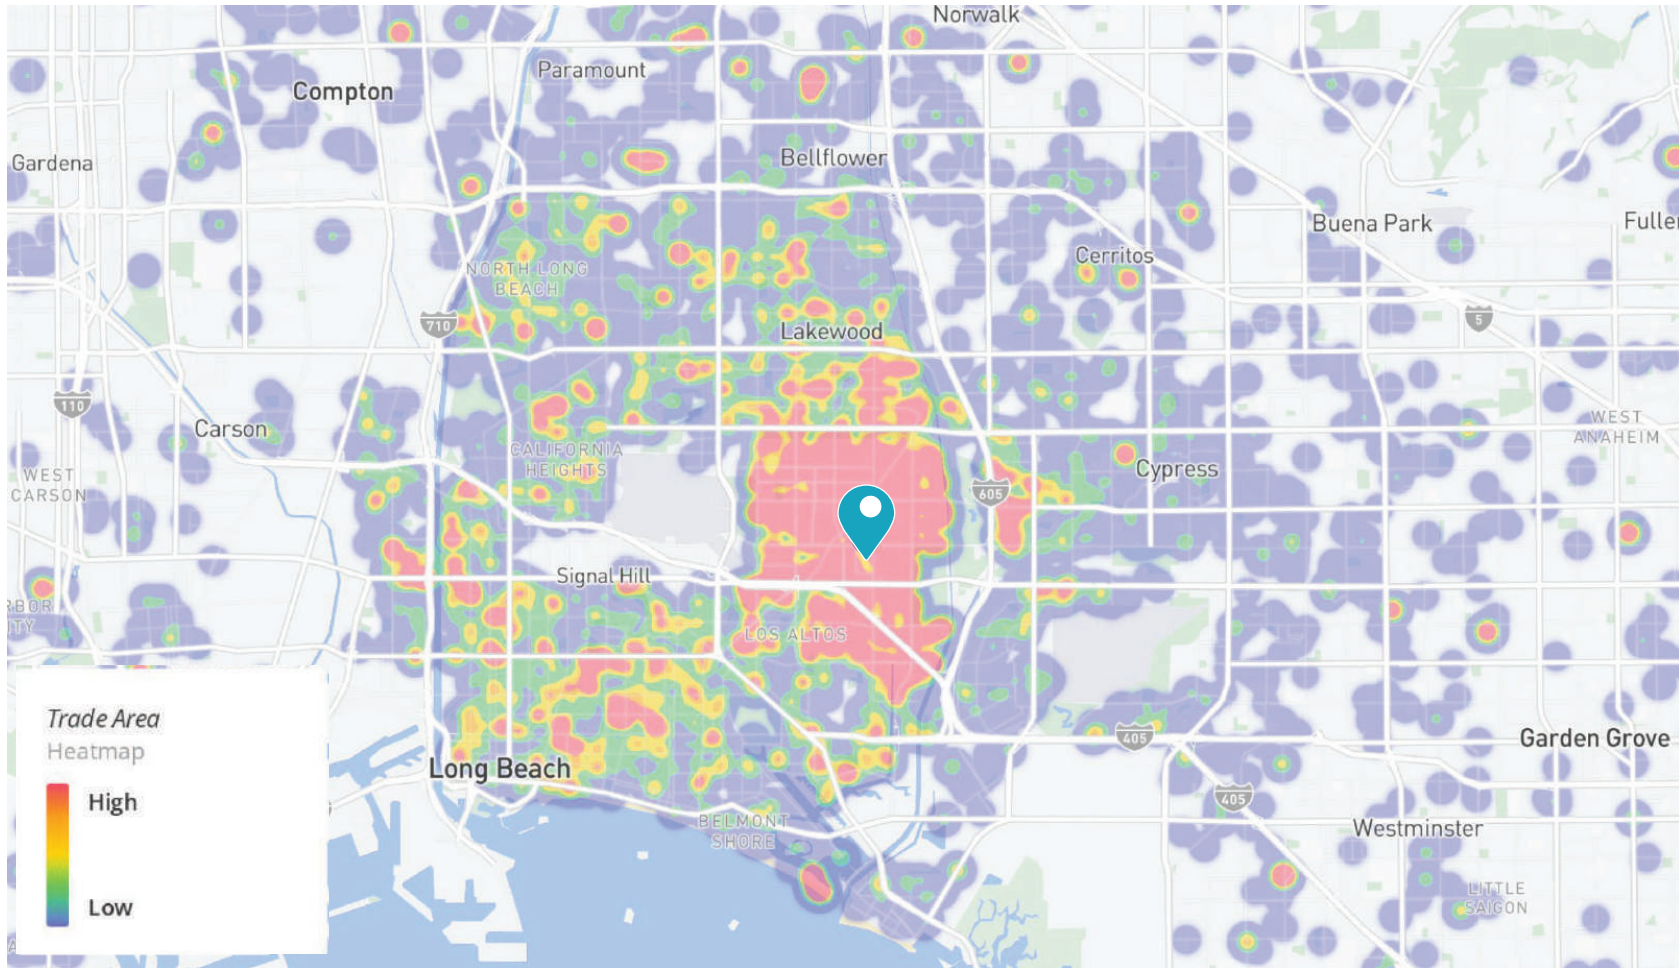 Norwalk
Paramount
Compton
Gardena
Bellflower
Buena Park
Fuller
Cerritos
NORTH LONG
BEACH
710
5
Lakewood
110
Carson
WEST
ANAHEIM
CALIFORNIA
HEIGHTS
Cypress
WEST
CARSON
605
Signal Hill
RBOR
ITY
LOS ALTOS
Trade Area
Heatmap
High
Low
405
Garden Grove
Long Beach
405
BELMONT
SHORE
Westminster
LITTLE
SAIGON